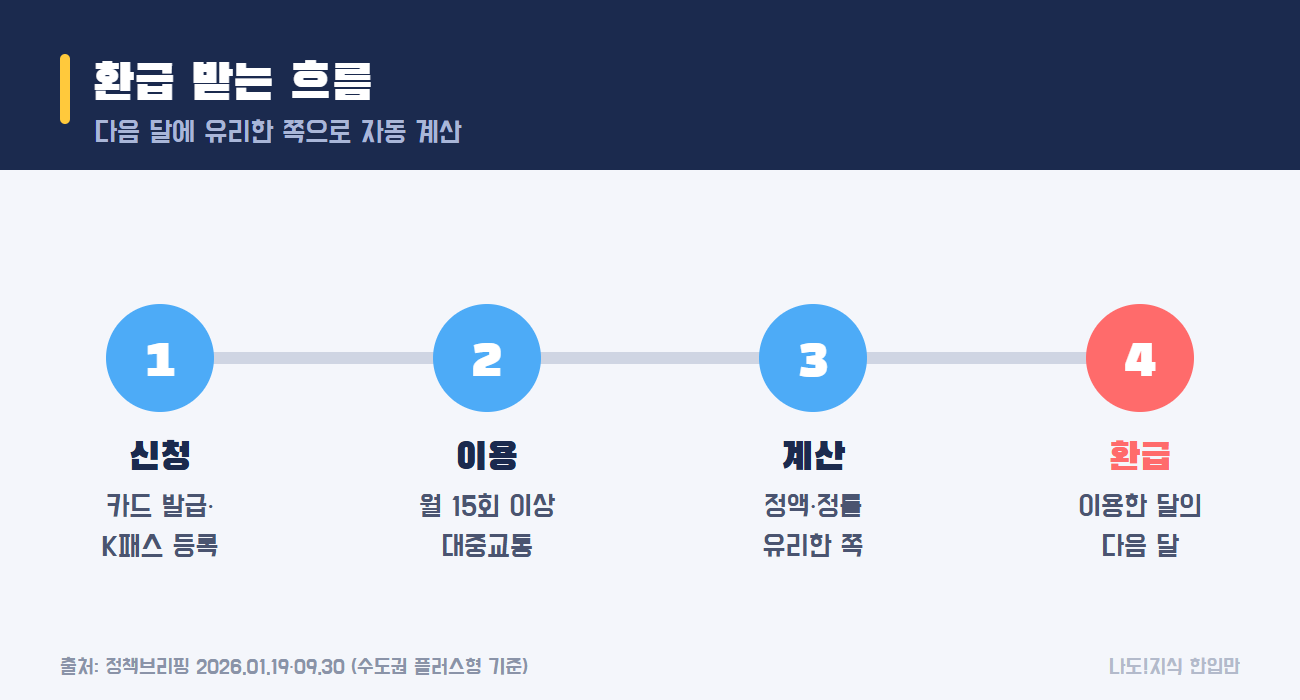 환급 받는 흐름
다음 달에 유리한 쪽으로 자동 계산
1
2
3
4
신청
이용
계산
환급
카드 발급·
K패스 등록
월 15회 이상
대중교통
정액·정률
유리한 쪽
이용한 달의
다음 달
출처: 정책브리핑 2026.01.19·09.30 (수도권 플러스형 기준)
나도!지식 한입만